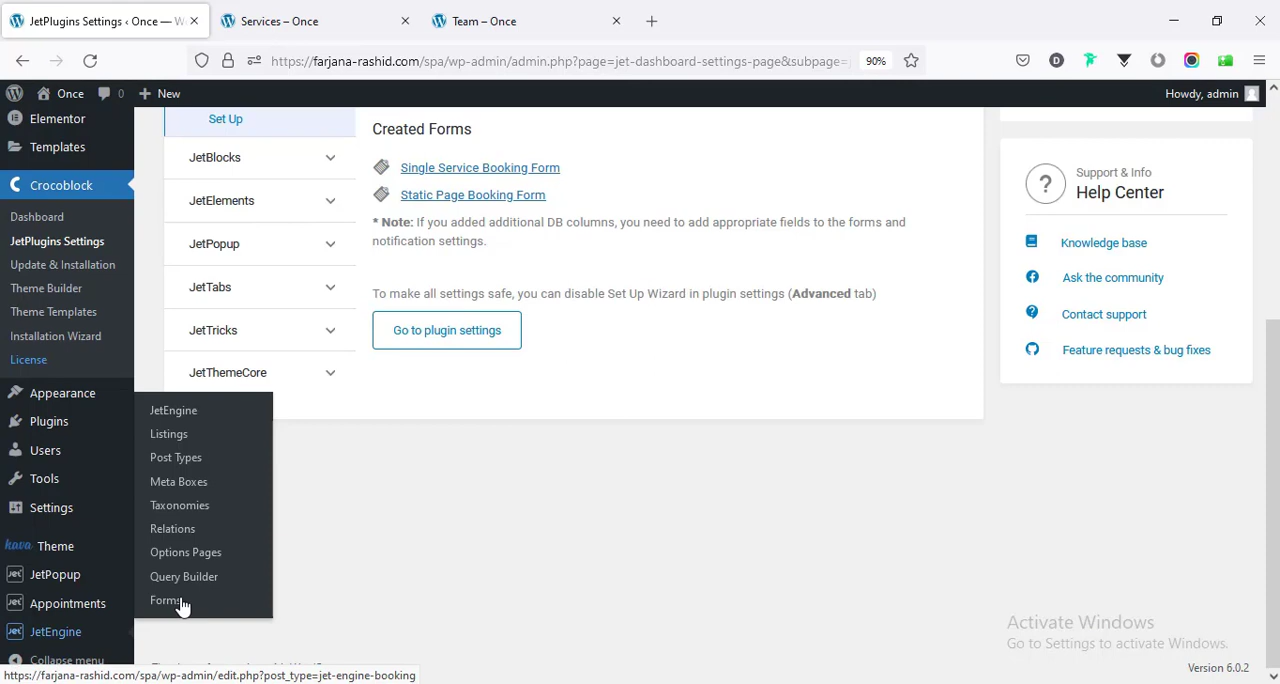 JetPlugins Settings ‹ Once — W
Services – Once
Team – Once
https://farjana-rashid.com/spa/wp-admin/admin.php?page=jet-dashboard-settings-page&subpage=
90%
Once
0
New
Howdy, admin
Elementor
Templates
Crocoblock
Dashboard
JetPlugins Settings
Update & Installation
Theme Builder
Theme Templates
Installation Wizard
License
Appearance
Plugins
Users
Tools
Settings
kava Theme
JetPopup
Appointments
JetEngine
Collapse menu
JetEngine
Listings
Post Types
Meta Boxes
Taxonomies
Relations
Options Pages
Query Builder
Forms
Set Up
JetBlocks
JetElements
JetPopup
JetTabs
JetTricks
JetThemeCore
Created Forms
Single Service Booking Form
Static Page Booking Form
* Note: If you added additional DB columns, you need to add appropriate fields to the forms and
notification settings.
To make all settings safe, you can disable Set Up Wizard in plugin settings (Advanced tab)
Go to plugin settings
Support & Info
Help Center
Knowledge base
Ask the community
Contact support
Feature requests & bug fixes
Activate Windows
Go to Settings to activate Windows.
Version 6.0.2
https://farjana-rashid.com/spa/wp-admin/edit.php?post_type=jet-engine-booking